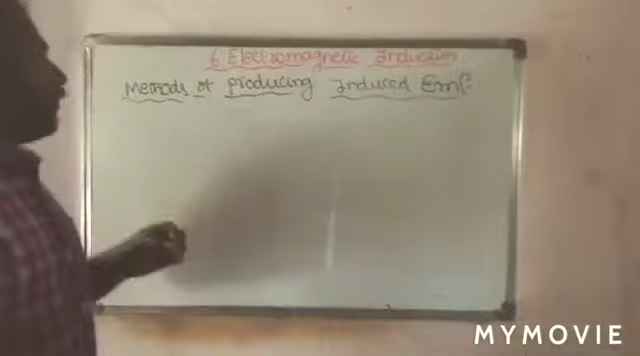 6 Electromagnetic Induction
Methods of producing Induced Emf
MYMOVIE